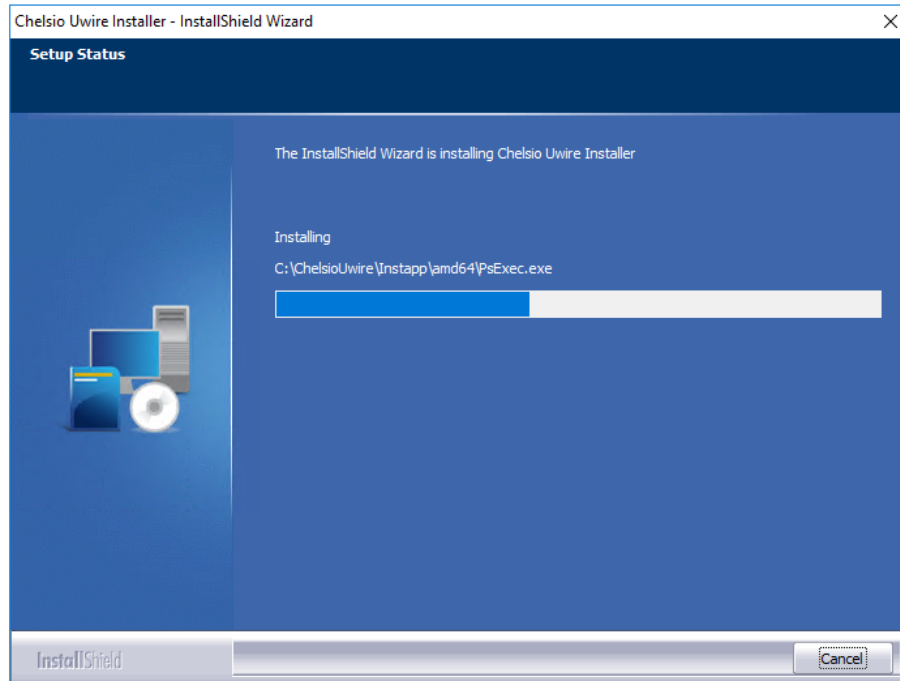 Chelsio Uwire Installer - InstallShield Wizard
Setup Status
The InstallShield Wizard is installing Chelsio Uwire Installer
Installing
C:\ChelsioUwire\Instapp\amd64\PsExec.exe
InstallShield
Cancel